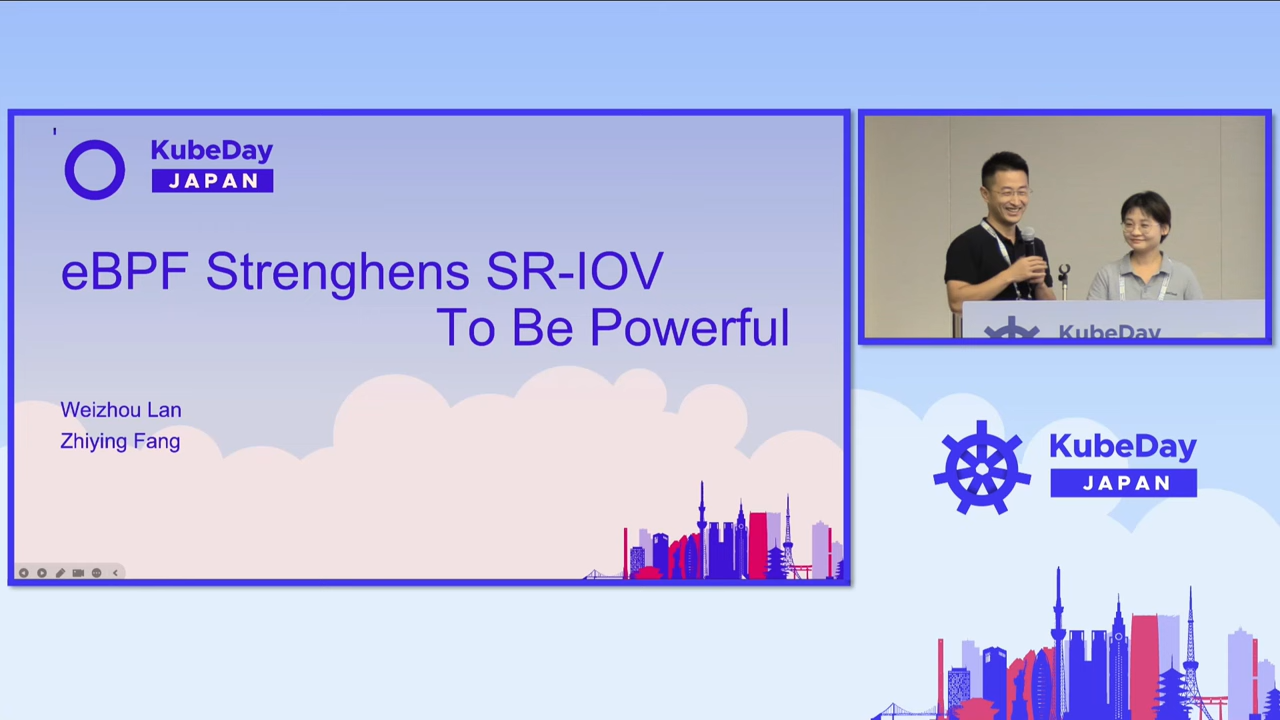 KubeDay
JAPAN
eBPF Strenghens SR-IOV
To Be Powerful
Weizhou Lan
Zhiying Fang
KubeDay
KubeDay
JAPAN